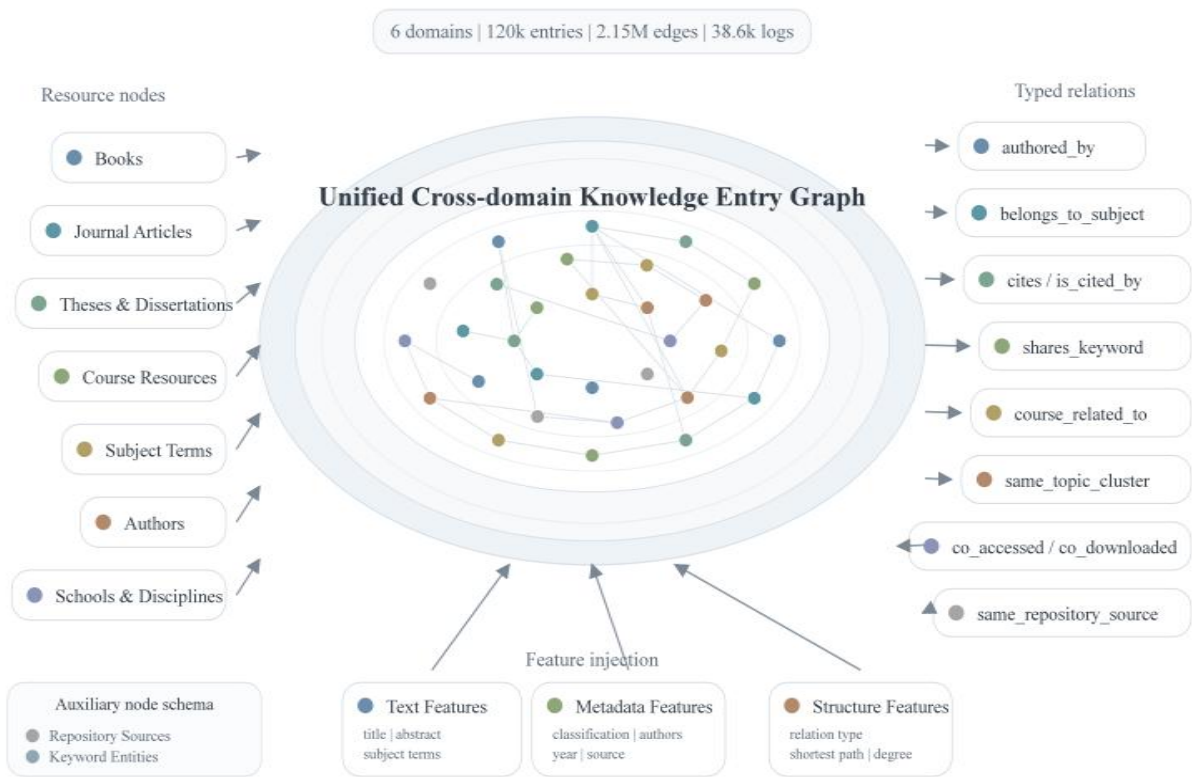 6 domains | 120k entries | 2.15M edges | 38.6k logs
Resource nodes
Books
Journal Articles
Theses & Dissertations
Course Resources
Subject Terms
Authors
Schools & Disciplines
Unified Cross-domain Knowledge Entry Graph
Typed relations
authored_by
belongs_to_subject
cites / is_cited_by
shares_keyword
course_related_to
same_topic_cluster
co_accessed / co_downloaded
same_repository_source
Feature injection
Auxiliary node schema
Repository Sources
Keyword Entities
Text Features
title | abstract
subject terms
Metadata Features
classification | authors
year | source
Structure Features
relation type
shortest path | degree